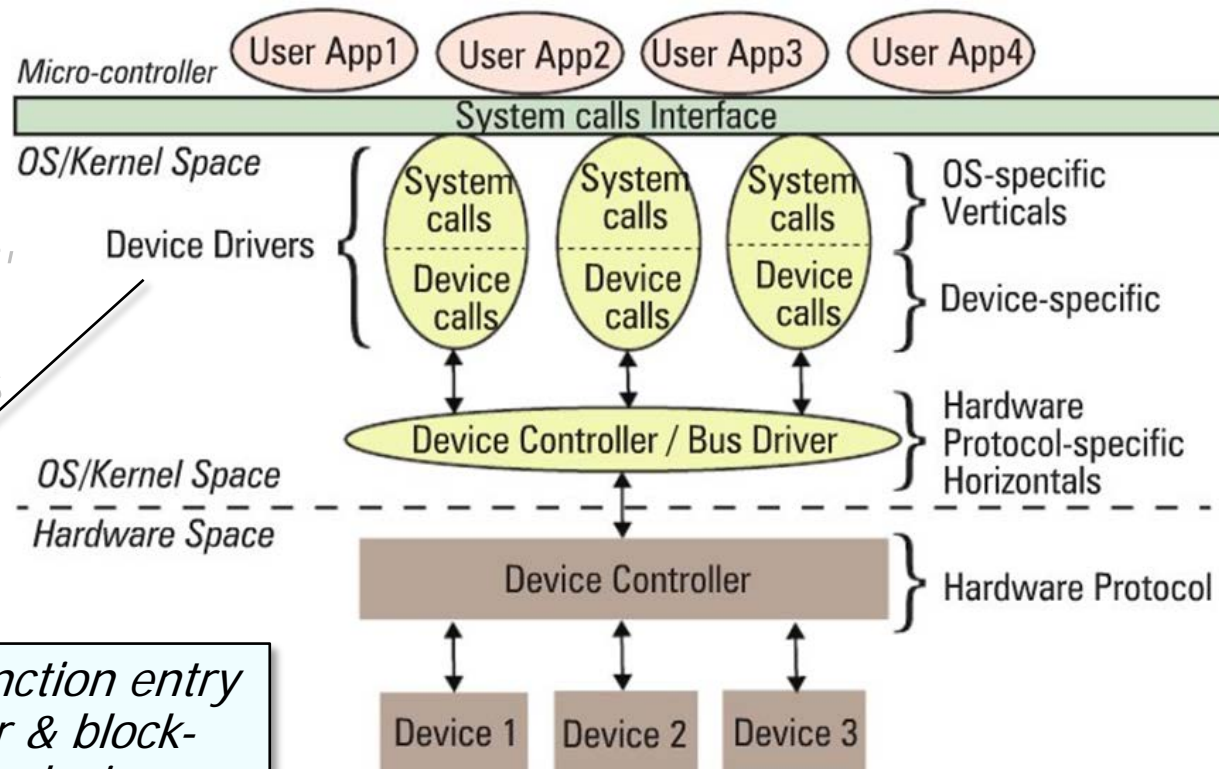 User App1
User App2
User App3
User App4
Micro-controller
System calls Interface
OS/Kernel Space
Device Drivers
System
calls
Device
calls
System
calls
Device
calls
System
calls
Device
calls
OS-specific
Verticals
Device-specific
Device Controller / Bus Driver
Hardware
Protocol-specific
Horizontals
OS/Kernel Space
Hardware Space
Device Controller
Hardware Protocol
Device 1
Device 2
Device 3
entry
& block-